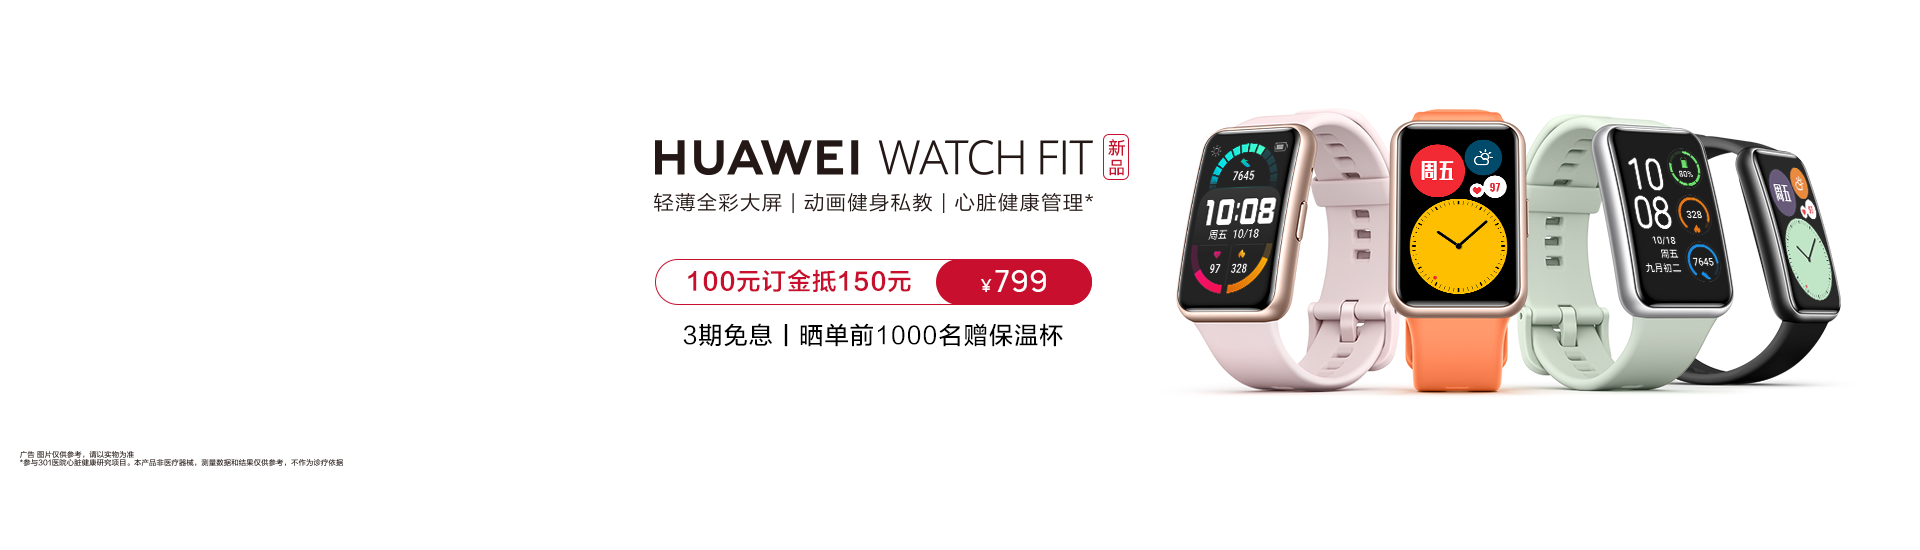 HUAWEI WATCH FIT 新品
轻薄全彩大屏 | 动画健身私教 | 心脏健康管理*
100元订金抵150元 ¥799
3期免息 | 晒单前1000名赠保温杯
7645
10:08
周五 10/18
97 328
周五
97
10
08
80%
328
10/18
周五
九月初二
7645
周五
97
广告 图片仅供参考，请以实物为准
*参与301医院心脏健康研究项目。本产品非医疗器械，测量数据和结果仅供参考，不作为诊疗依据